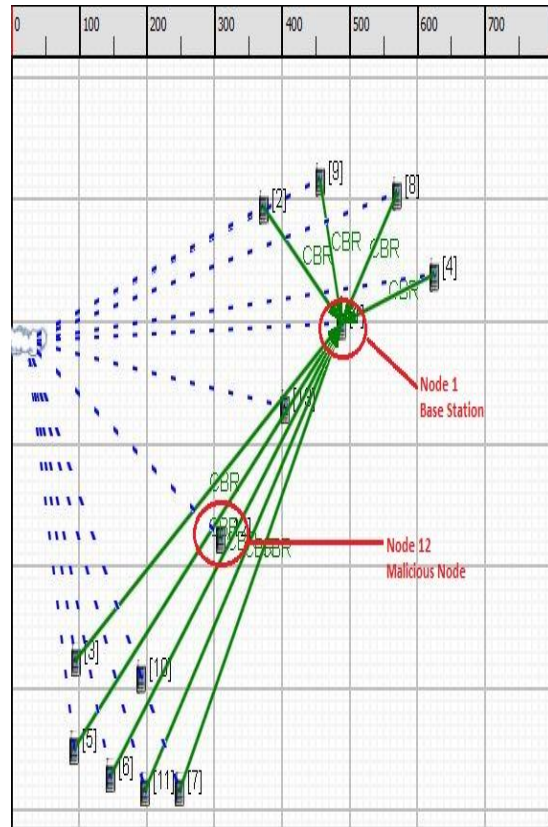 0 100 200 300 400 500 600 700
[9]
[2]
[8]
CBR
CBR
CBR
[4]
CBR
Node 1
Base Station
[13]
CBR
CBR
Node 12
Malicious Node
[3]
[10]
[5]
[6]
[11]
[7]